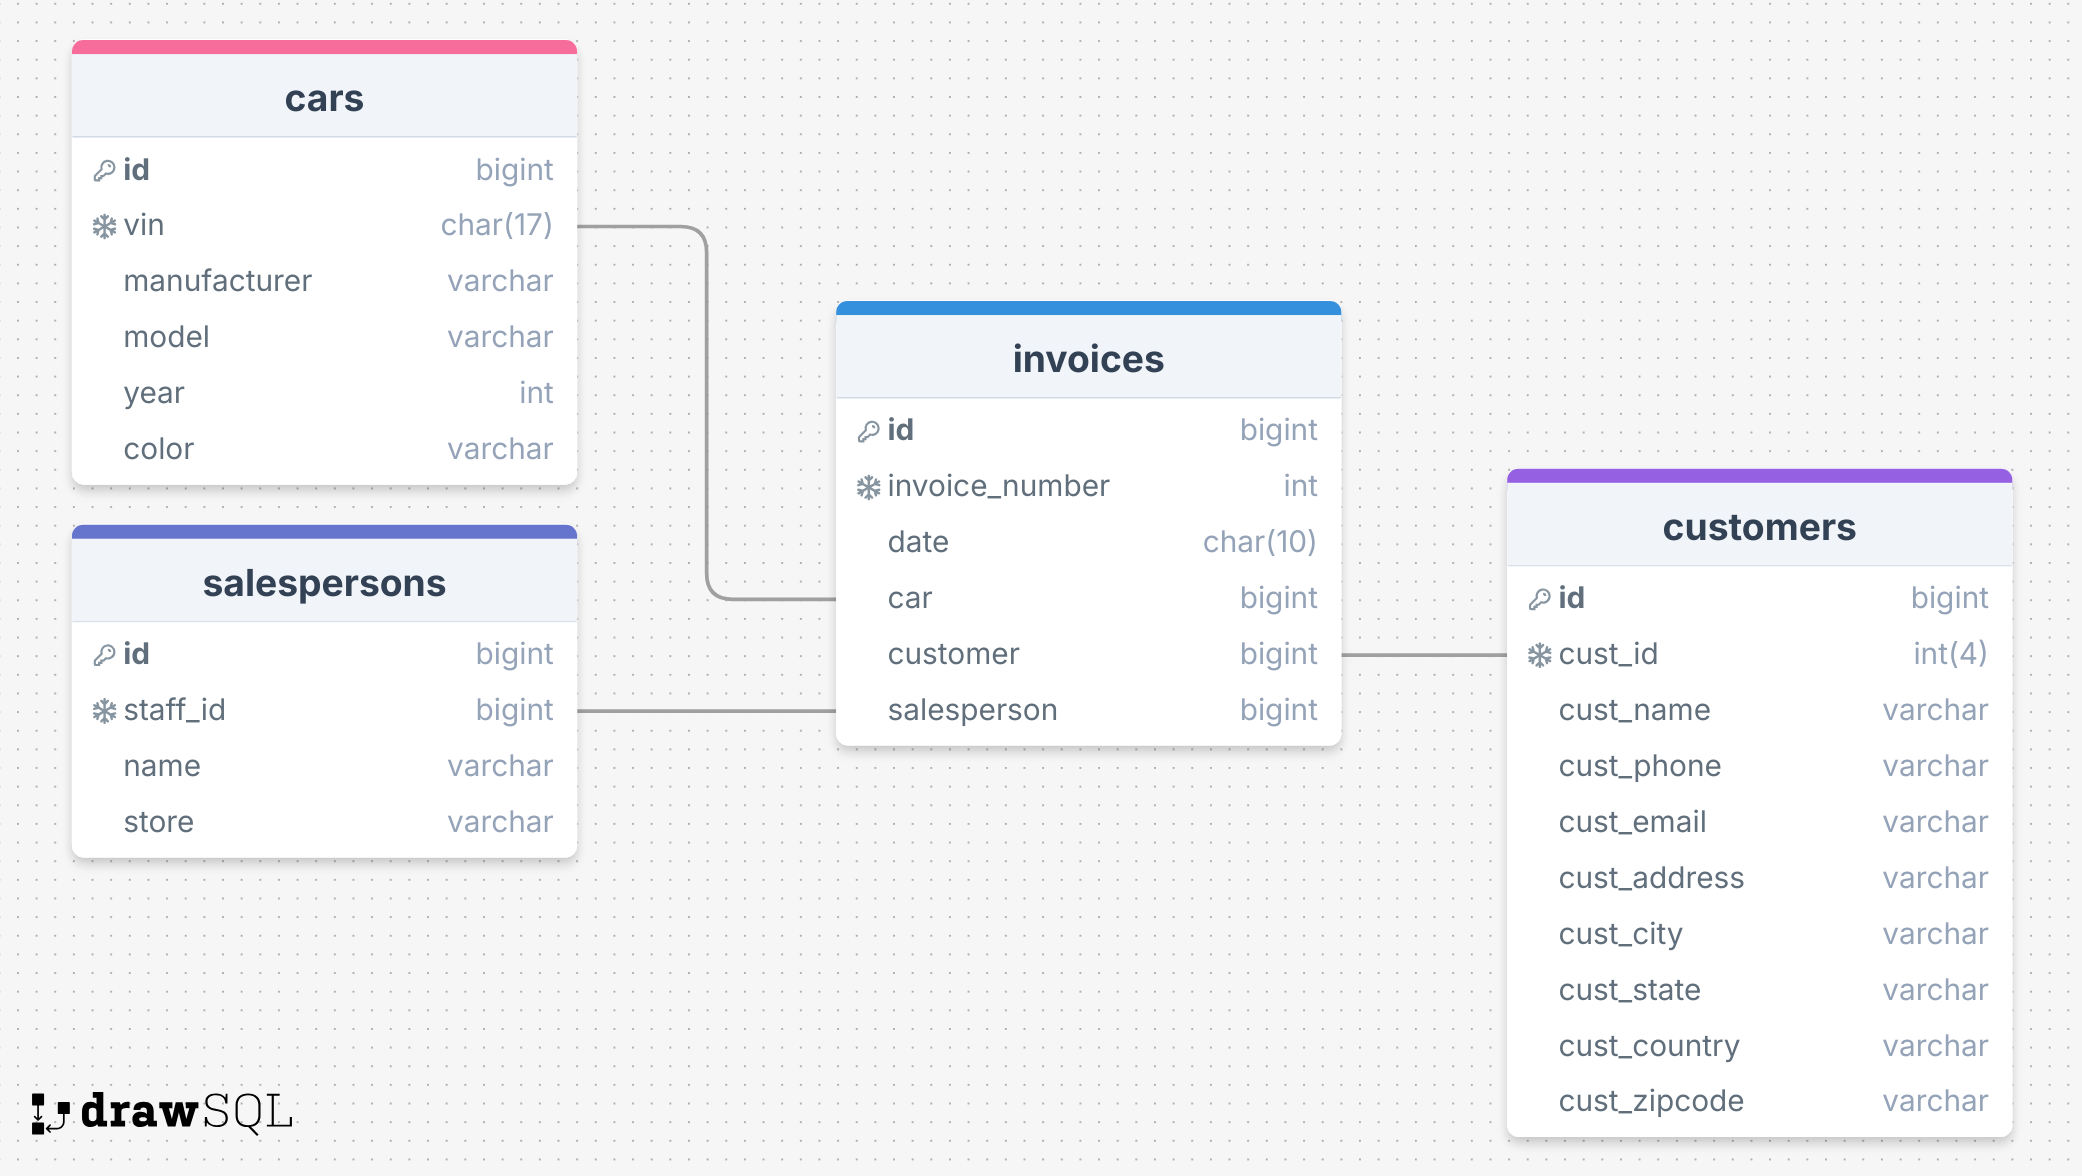 cars
id bigint
vin char(17)
manufacturer varchar
model varchar
year int
color varchar
salespersons
id bigint
staff_id bigint
name varchar
store varchar
invoices
id bigint
invoice_number int
date char(10)
car bigint
customer bigint
salesperson bigint
customers
id bigint
cust_id int(4)
cust_name varchar
cust_phone varchar
cust_email varchar
cust_address varchar
cust_city varchar
cust_state varchar
cust_country varchar
cust_zipcode varchar
drawSQL